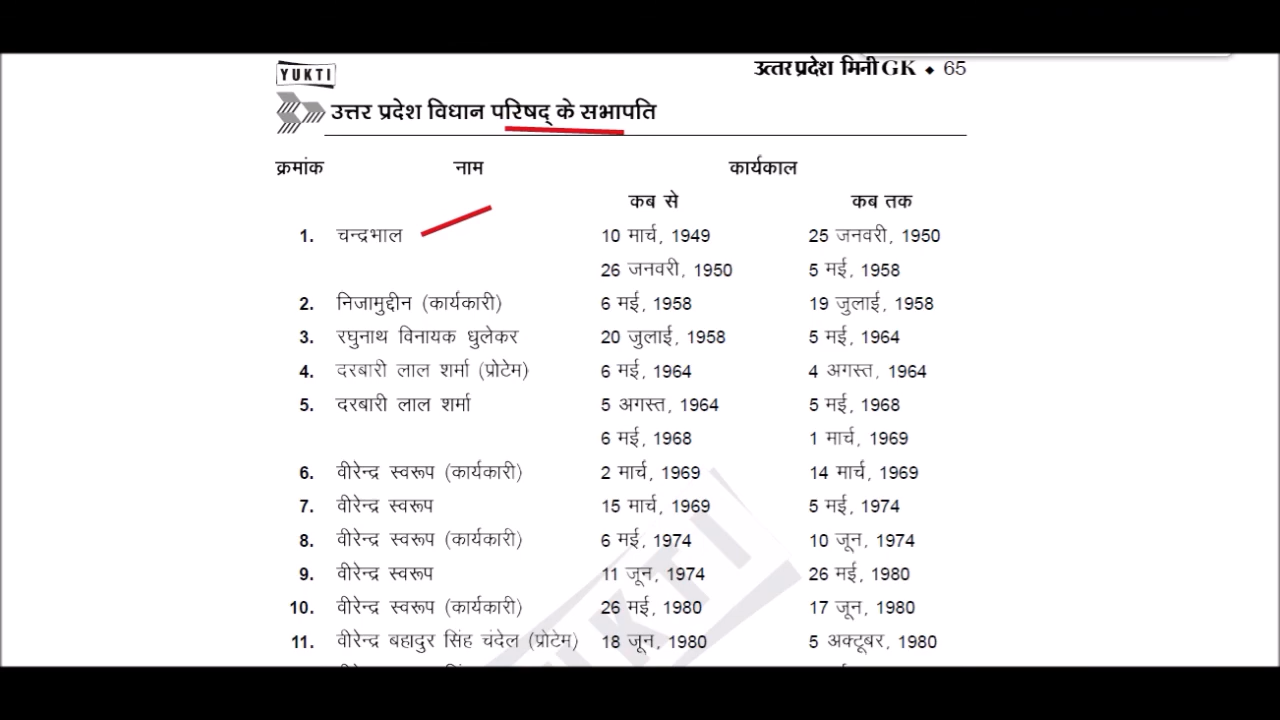 YUKTI
उत्तर प्रदेश मिनी GK ◆ 65
उत्तर प्रदेश विधान परिषद् के सभापति
क्रमांक नाम कार्यकाल
कब से कब तक
1. चन्द्रभाल 10 मार्च, 1949 25 जनवरी, 1950
26 जनवरी, 1950 5 मई, 1958
2. निजामुद्दीन (कार्यकारी) 6 मई, 1958 19 जुलाई, 1958
3. रघुनाथ विनायक धुलेकर 20 जुलाई, 1958 5 मई, 1964
4. दरबारी लाल शर्मा (प्रोटेम) 6 मई, 1964 4 अगस्त, 1964
5. दरबारी लाल शर्मा 5 अगस्त, 1964 5 मई, 1968
6 मई, 1968 1 मार्च, 1969
6. वीरेन्द्र स्वरूप (कार्यकारी) 2 मार्च, 1969 14 मार्च, 1969
7. वीरेन्द्र स्वरूप 15 मार्च, 1969 5 मई, 1974
8. वीरेन्द्र स्वरूप (कार्यकारी) 6 मई, 1974 10 जून, 1974
9. वीरेन्द्र स्वरूप 11 जून, 1974 26 मई, 1980
10. वीरेन्द्र स्वरूप (कार्यकारी) 26 मई, 1980 17 जून, 1980
11. वीरेन्द्र बहादुर सिंह चंदेल (प्रोटेम) 18 जून, 1980 5 अक्टूबर, 1980